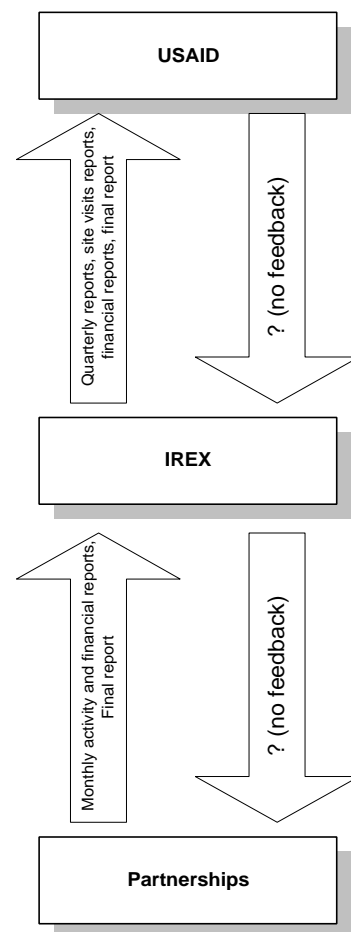 USAID
Quarterly reports, site visits reports,
financial reports, final report
? (no feedback)
IREX
Monthly activity and financial reports,
Final report
? (no feedback)
Partnerships